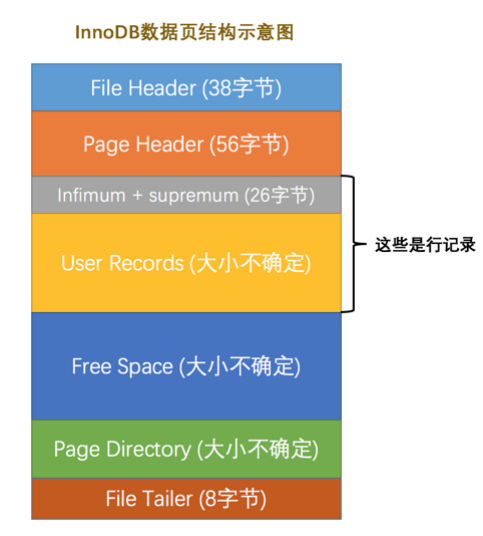 InnoDB数据页结构示意图
File Header (38字节)
Page Header (56字节)
Infimum + supremum (26字节)
这些是行记录
User Records (大小不确定)
Free Space (大小不确定)
Page Directory (大小不确定)
File Tailer (8字节)